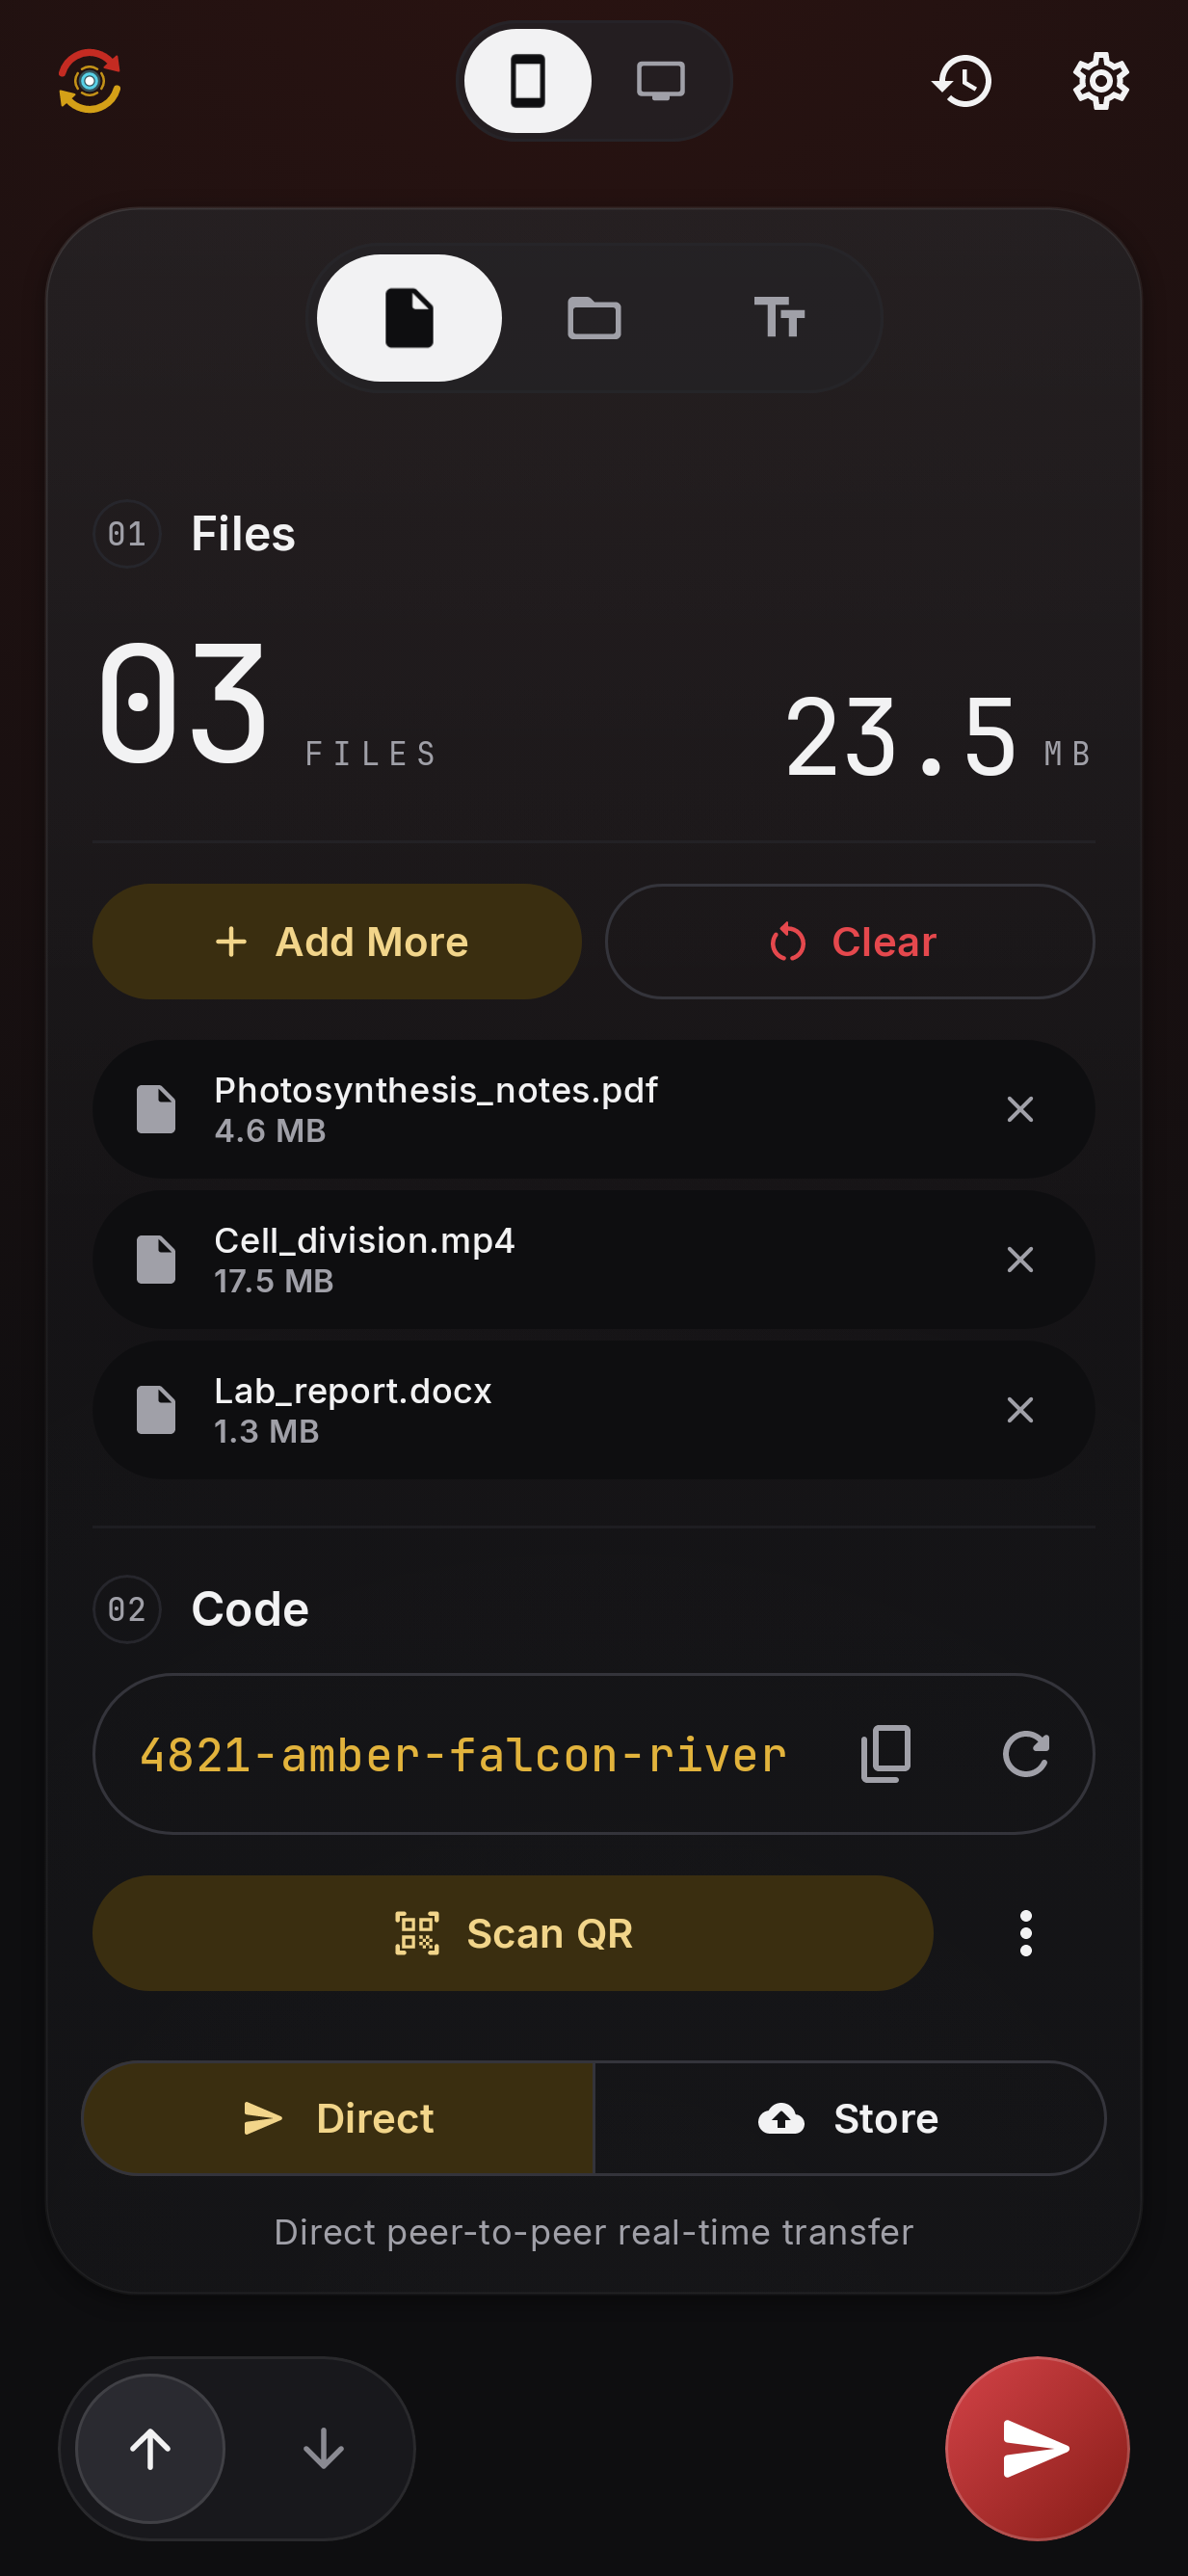 01 Files
03 FILES 23.5 MB
Add More Clear
Photosynthesis_notes.pdf
4.6 MB
Cell_division.mp4
17.5 MB
Lab_report.docx
1.3 MB
02 Code
4821-amber-falcon-river
Scan QR
Direct Store
Direct peer-to-peer real-time transfer